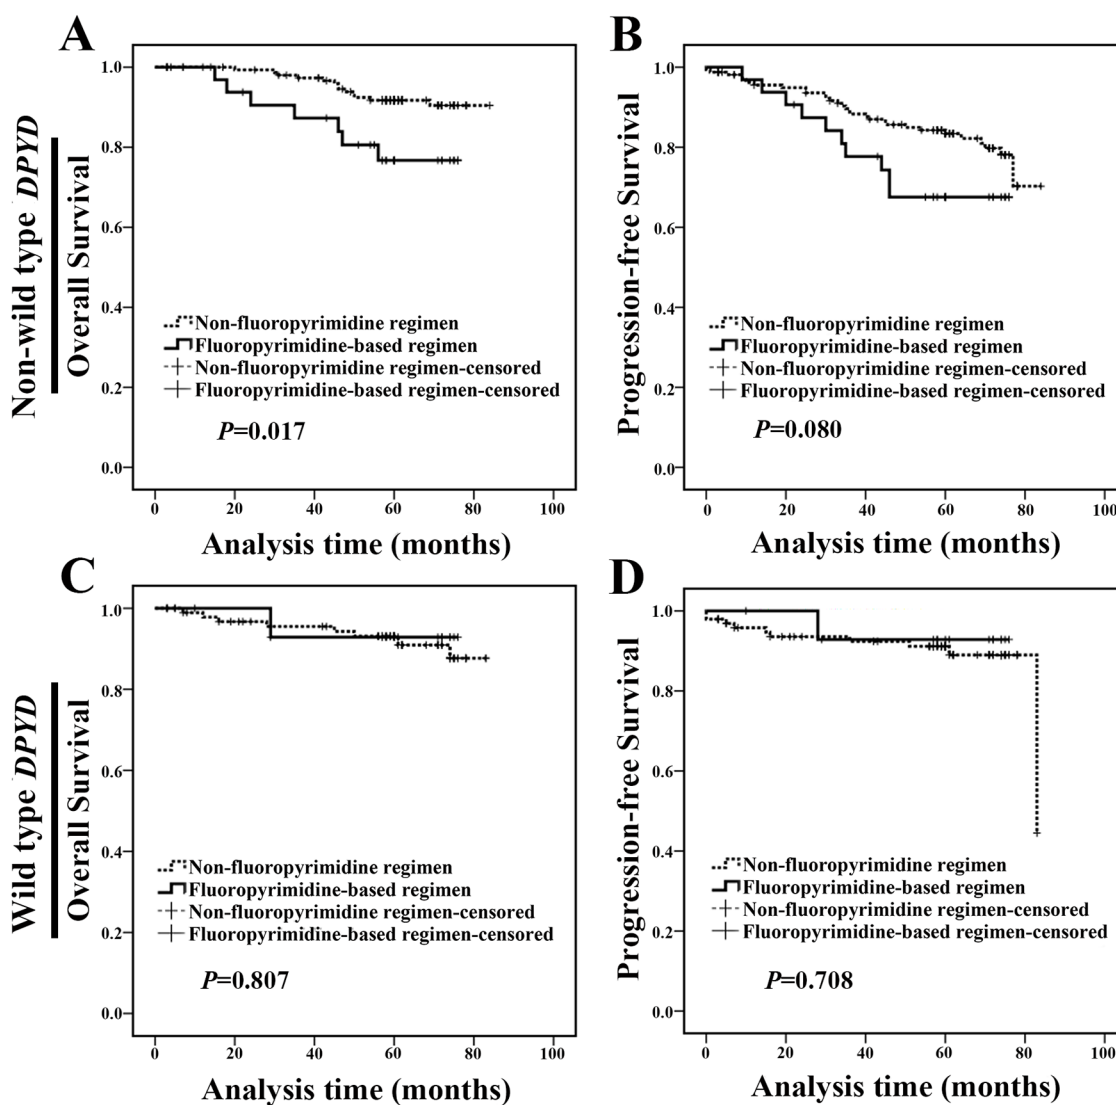 A
Non-wild type DPYD
Overall Survival
1.0
0.8
0.6
0.4
0.2
0.0
Non-fluoropyrimidine regimen
Fluoropyrimidine-based regimen
Non-fluoropyrimidine regimen-censored
Fluoropyrimidine-based regimen-censored
P=0.017
0 20 40 60 80 100
Analysis time (months)
B
Progression-free Survival
1.0
0.8
0.6
0.4
0.2
0.0
Non-fluoropyrimidine regimen
Fluoropyrimidine-based regimen
Non-fluoropyrimidine regimen-censored
Fluoropyrimidine-based regimen-censored
P=0.080
0 20 40 60 80 100
Analysis time (months)
C
Wild type DPYD
Overall Survival
1.0
0.8
0.6
0.4
0.2
0.0
Non-fluoropyrimidine regimen
Fluoropyrimidine-based regimen
Non-fluoropyrimidine regimen-censored
Fluoropyrimidine-based regimen-censored
P=0.807
0 20 40 60 80 100
Analysis time (months)
D
Progression-free Survival
1.0
0.8
0.6
0.4
0.2
0.0
Non-fluoropyrimidine regimen
Fluoropyrimidine-based regimen
Non-fluoropyrimidine regimen-censored
Fluoropyrimidine-based regimen-censored
P=0.708
0 20 40 60 80 100
Analysis time (months)